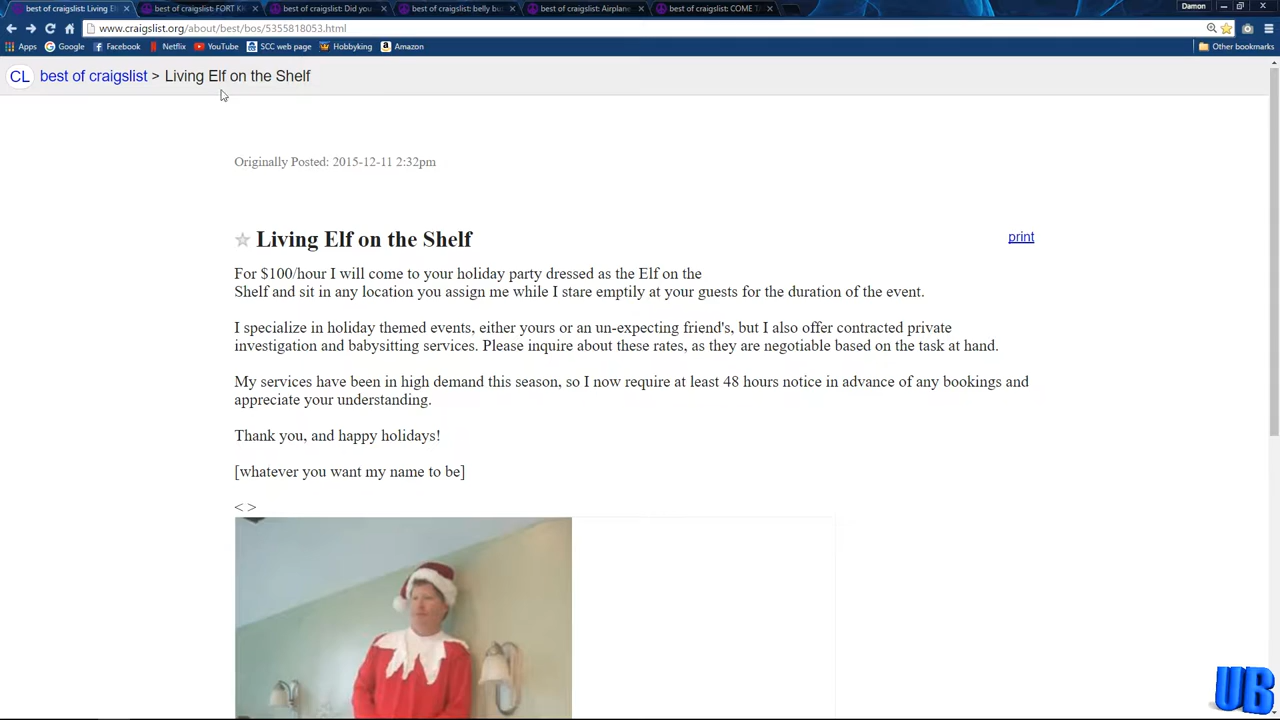 best of craigslist: Living El
best of craigslist: FORT KI
best of craigslist: Did you
best of craigslist: belly bu
best of craigslist: Airplane
best of craigslist: COME TA
Damon
www.craigslist.org/about/best/bos/5355818053.html
Apps Google Facebook Netflix YouTube SCC web page Hobbyking Amazon Other bookmarks
CL best of craigslist > Living Elf on the Shelf
Originally Posted: 2015-12-11 2:32pm
☆ Living Elf on the Shelf
print
For $100/hour I will come to your holiday party dressed as the Elf on the
Shelf and sit in any location you assign me while I stare emptily at your guests for the duration of the event.
I specialize in holiday themed events, either yours or an un-expecting friend's, but I also offer contracted private
investigation and babysitting services. Please inquire about these rates, as they are negotiable based on the task at hand.
My services have been in high demand this season, so I now require at least 48 hours notice in advance of any bookings and
appreciate your understanding.
Thank you, and happy holidays!
[whatever you want my name to be]
< >
UB